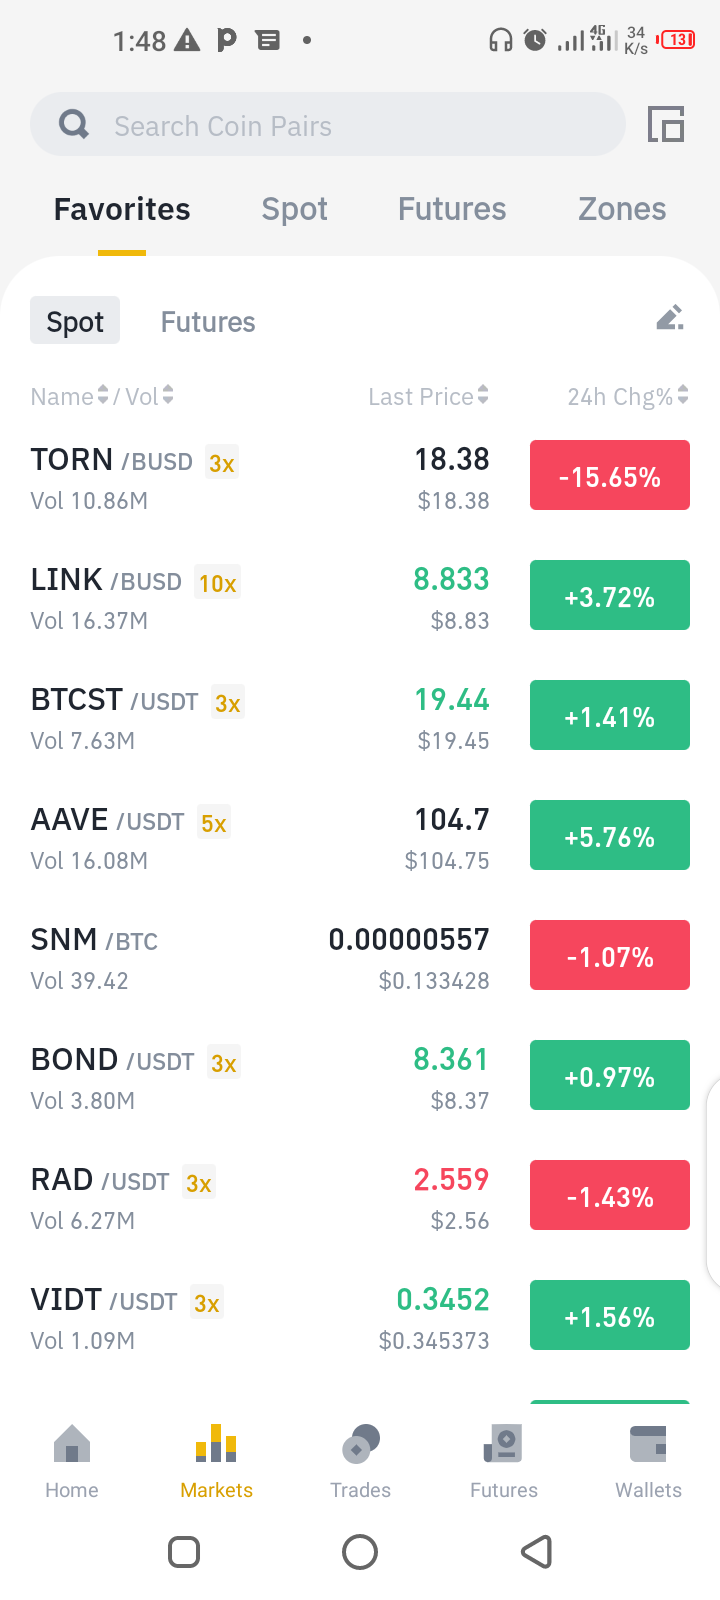 1:48
4G 34 K/s 13
Search Coin Pairs
Favorites Spot Futures Zones
Spot Futures
Name / Vol Last Price 24h Chg%
TORN /BUSD 3x 18.38 -15.65%
Vol 10.86M $18.38
LINK /BUSD 10x 8.833 +3.72%
Vol 16.37M $8.83
BTCST /USDT 3x 19.44 +1.41%
Vol 7.63M $19.45
AAVE /USDT 5x 104.7 +5.76%
Vol 16.08M $104.75
SNM /BTC 0.00000557 -1.07%
Vol 39.42 $0.133428
BOND /USDT 3x 8.361 +0.97%
Vol 3.80M $8.37
RAD /USDT 3x 2.559 -1.43%
Vol 6.27M $2.56
VIDT /USDT 3x 0.3452 +1.56%
Vol 1.09M $0.345373
Home Markets Trades Futures Wallets